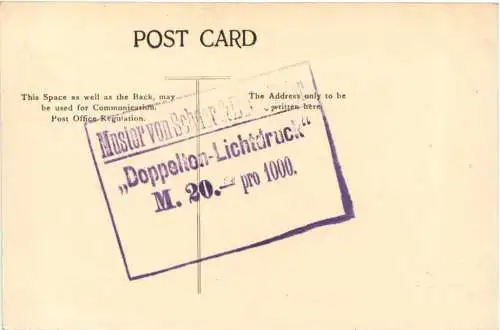 POST CARD
This Space as well as the Back, may
be used for Communication.
Post Office Regulation.
The Address only to be
written here
Muster von
„Doppelton-Lichtdruck“
M. 20.— pro 1000.